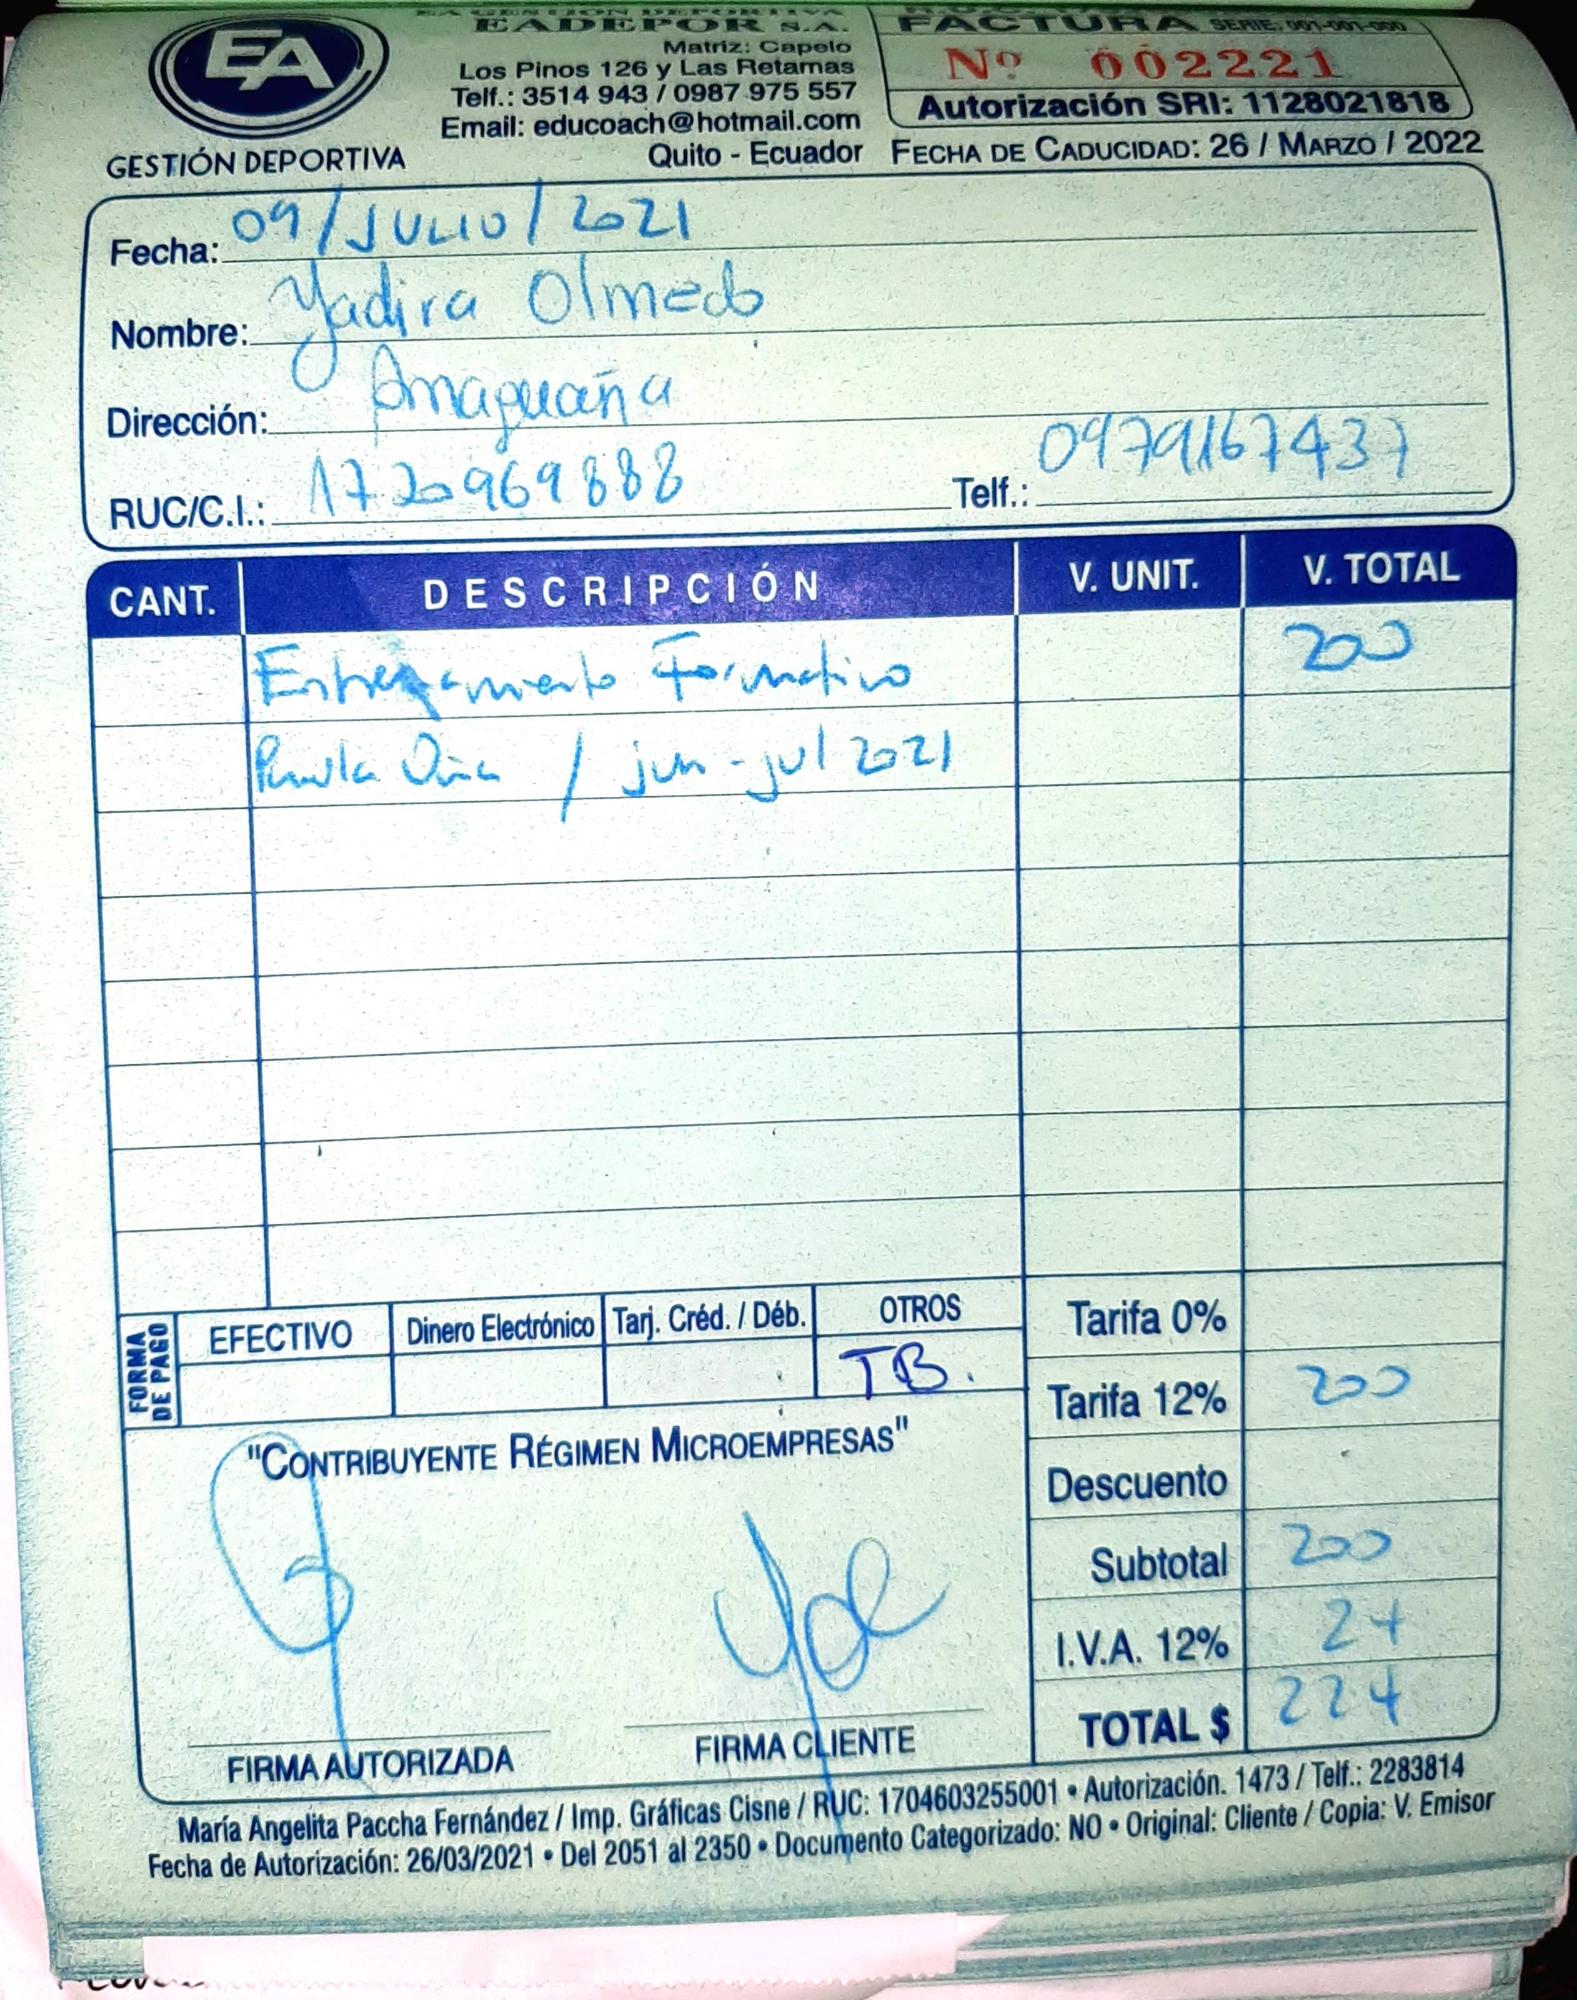 EA GESTION DEPORTIVA
EADEPOR S.A.
Matriz: Capelo
Los Pinos 126 y Las Retamas
Telf.: 3514 943 / 0987 975 557
Email: educoach@hotmail.com
Quito - Ecuador
EA
GESTIÓN DEPORTIVA
FACTURA SERIE: 001-001-000
Nº 002221
Autorización SRI: 1128021818
FECHA DE CADUCIDAD: 26 / MARZO / 2022
Fecha: 09/JULIO/2021
Nombre: Yadira Olmedo
Dirección: Amaguaña
RUC/C.I.: 1720969888 Telf.: 0979167437
CANT. DESCRIPCIÓN V. UNIT. V. TOTAL
Entrenamiento Formativo 200
Paula / jun-jul 2021
FORMA DE PAGO
EFECTIVO Dinero Electrónico Tarj. Créd. / Déb. OTROS
TB.
Tarifa 0%
Tarifa 12% 200
Descuento
Subtotal 200
I.V.A. 12% 24
TOTAL $ 224
"CONTRIBUYENTE RÉGIMEN MICROEMPRESAS"
FIRMA AUTORIZADA FIRMA CLIENTE
María Angelita Paccha Fernández / Imp. Gráficas Cisne / RUC: 1704603255001 • Autorización. 1473 / Telf.: 2283814
Fecha de Autorización: 26/03/2021 • Del 2051 al 2350 • Documento Categorizado: NO • Original: Cliente / Copia: V. Emisor